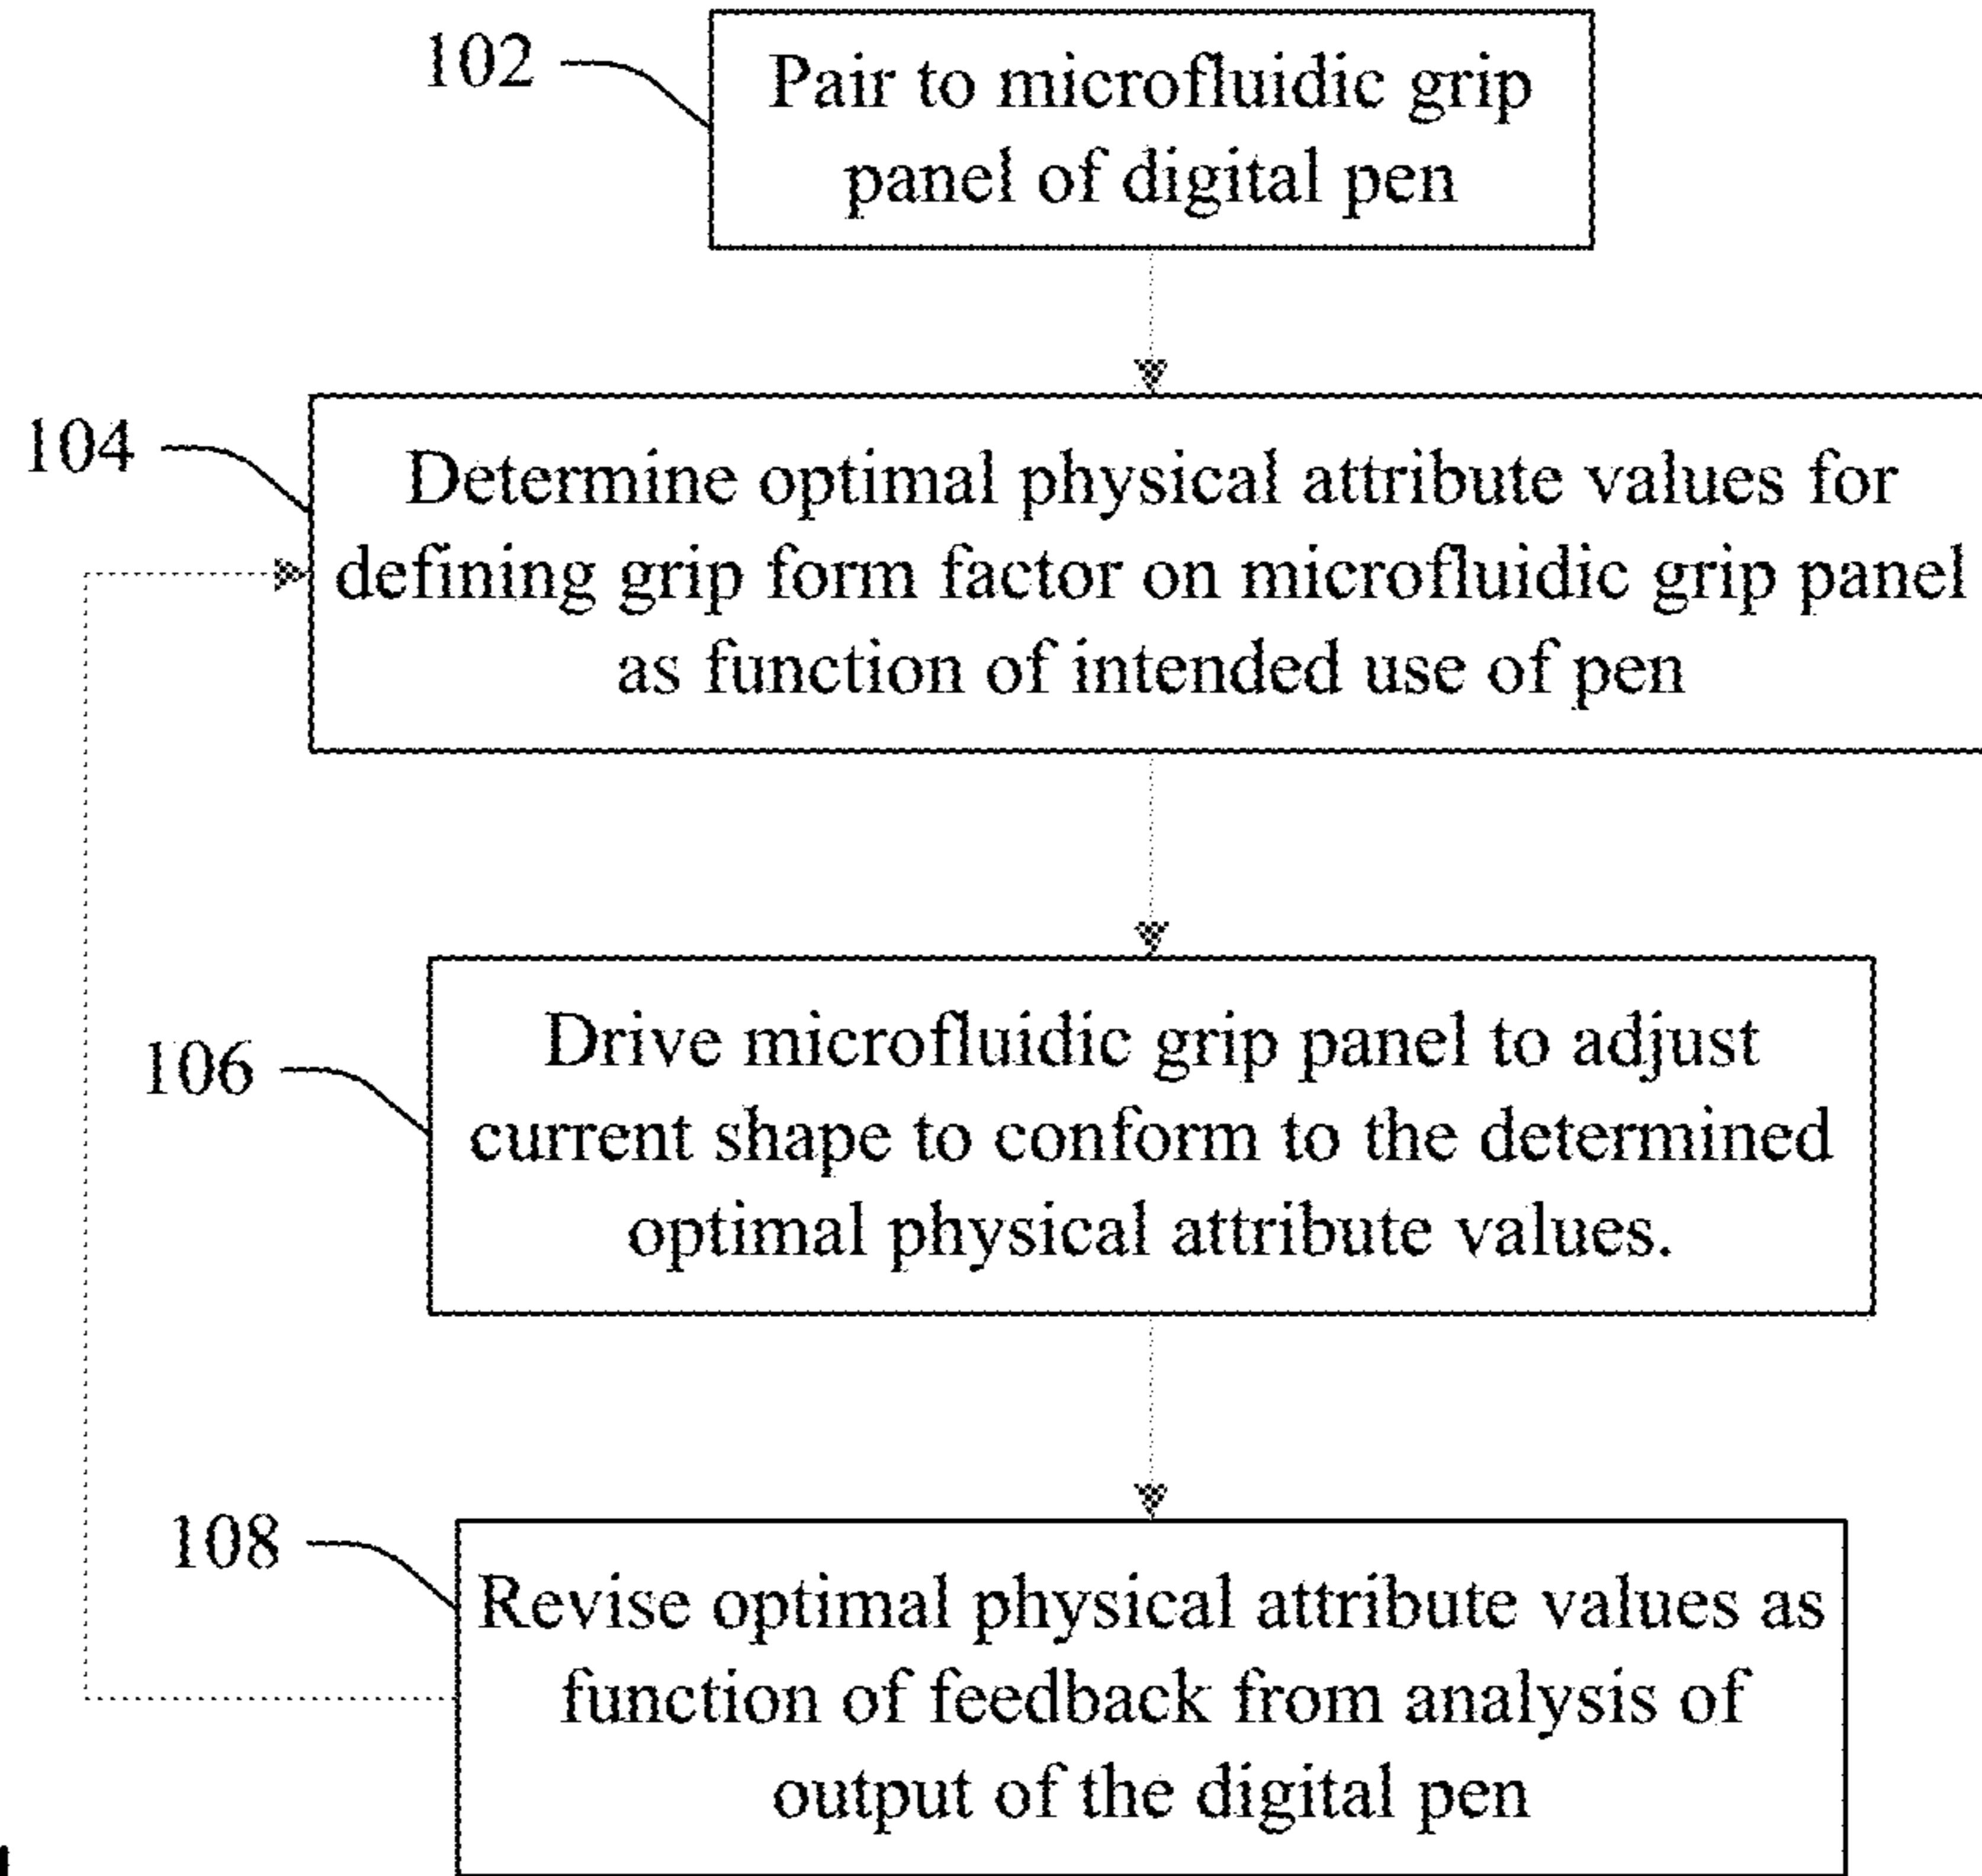 102
Pair to microfluidic grip
panel of digital pen
104
Determine optimal physical attribute values for
defining grip form factor on microfluidic grip panel
as function of intended use of pen
106
Drive microfluidic grip panel to adjust
current shape to conform to the determined
optimal physical attribute values.
108
Revise optimal physical attribute values as
function of feedback from analysis of
output of the digital pen